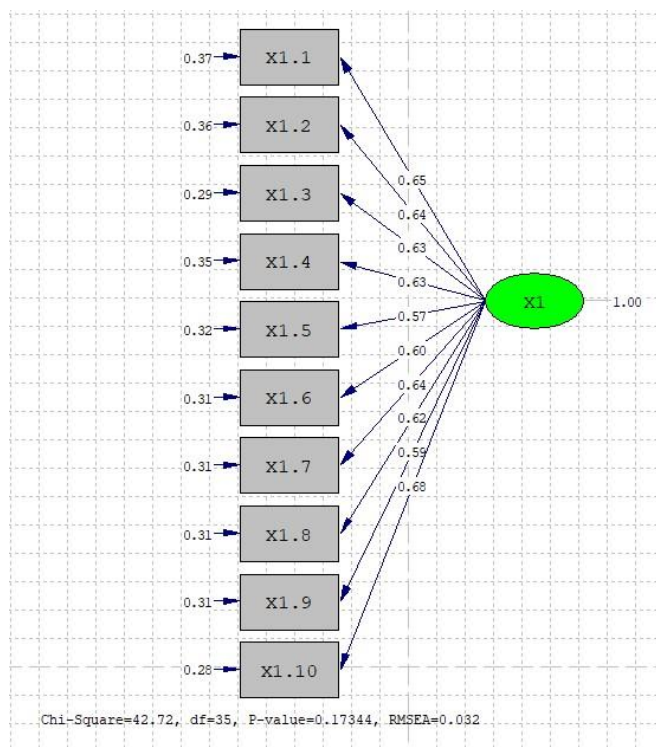 0.37 X1.1
0.36 X1.2
0.65
0.29 X1.3
0.64
0.63
0.35 X1.4
0.63
X1 1.00
0.57
0.32 X1.5
0.60
0.31 X1.6
0.64
0.62
0.31 X1.7
0.59
0.68
0.31 X1.8
0.31 X1.9
0.28 X1.10
Chi-Square=42.72, df=35, P-value=0.17344, RMSEA=0.032